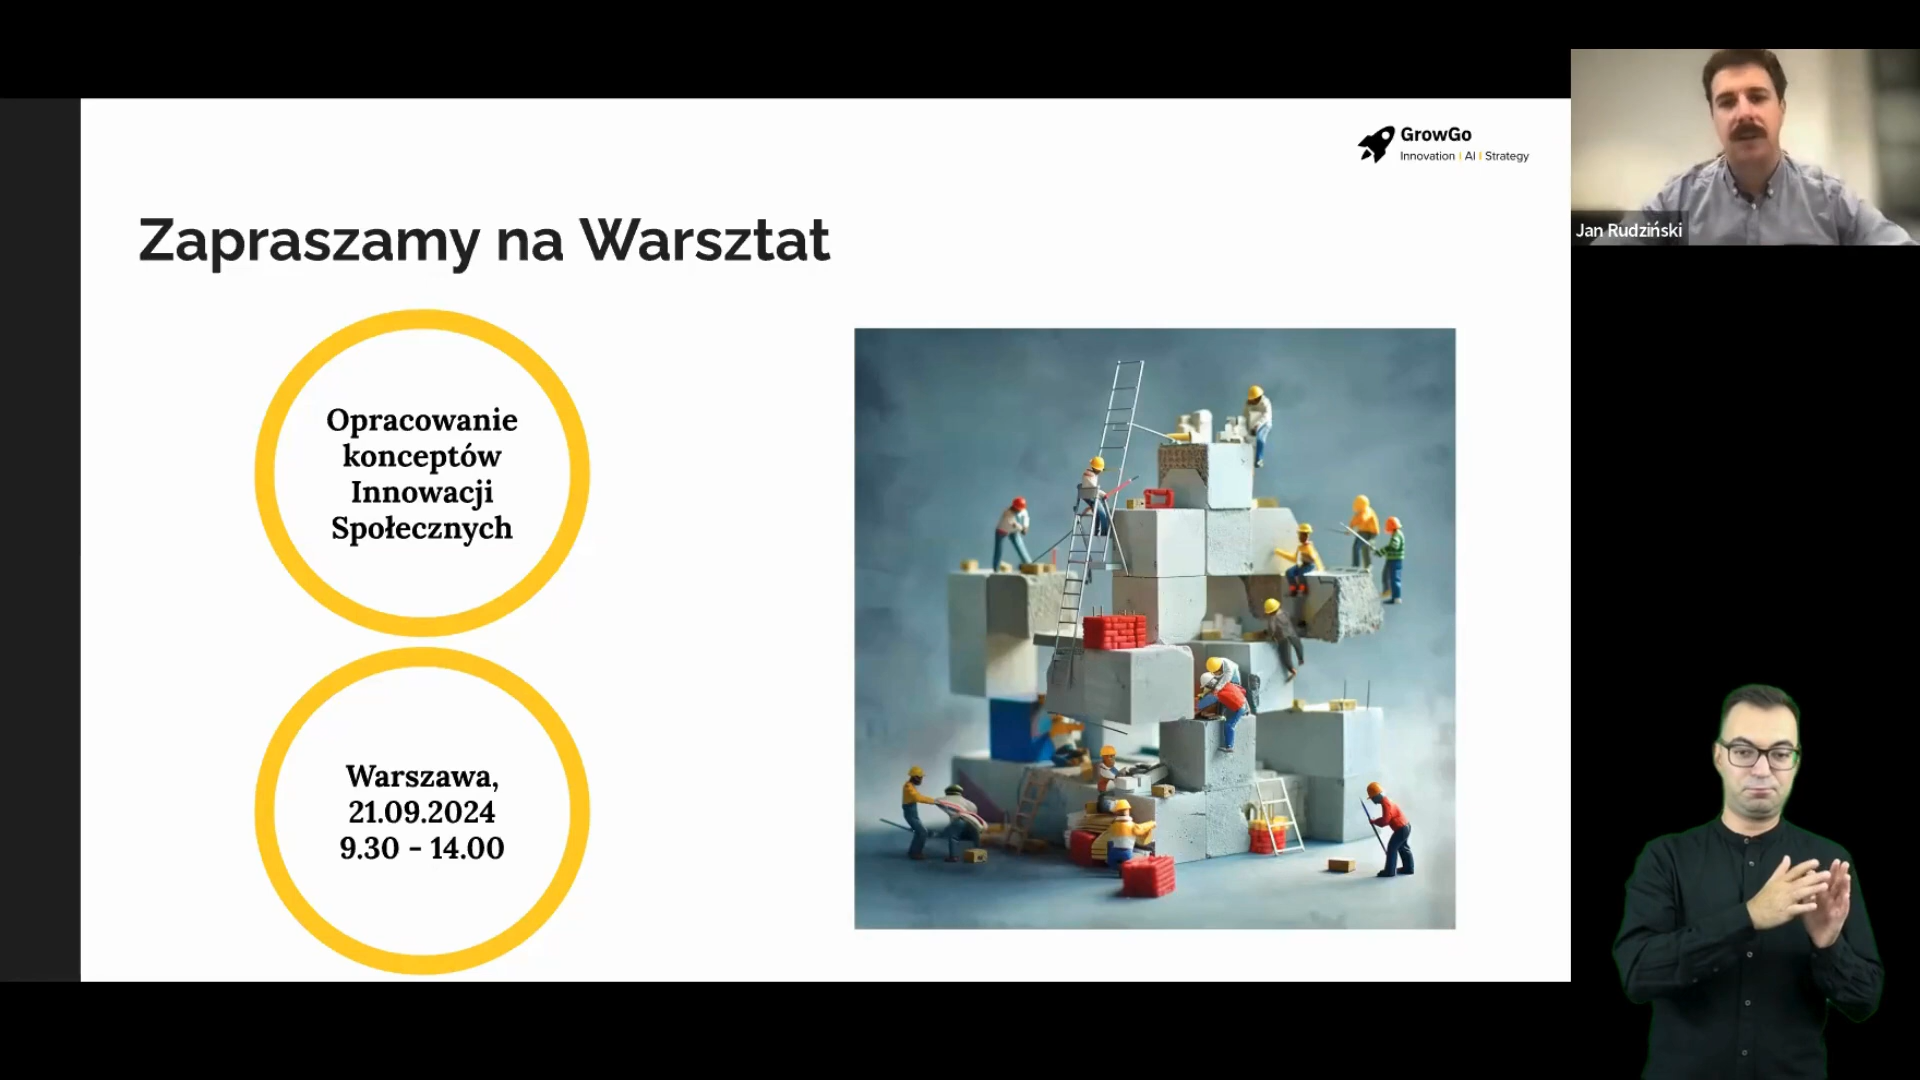 GrowGo
Innovation | AI | Strategy
Jan Rudziński
Zapraszamy na Warsztat
Opracowanie
konceptów
Innowacji
Społecznych
Warszawa,
21.09.2024
9.30 - 14.00